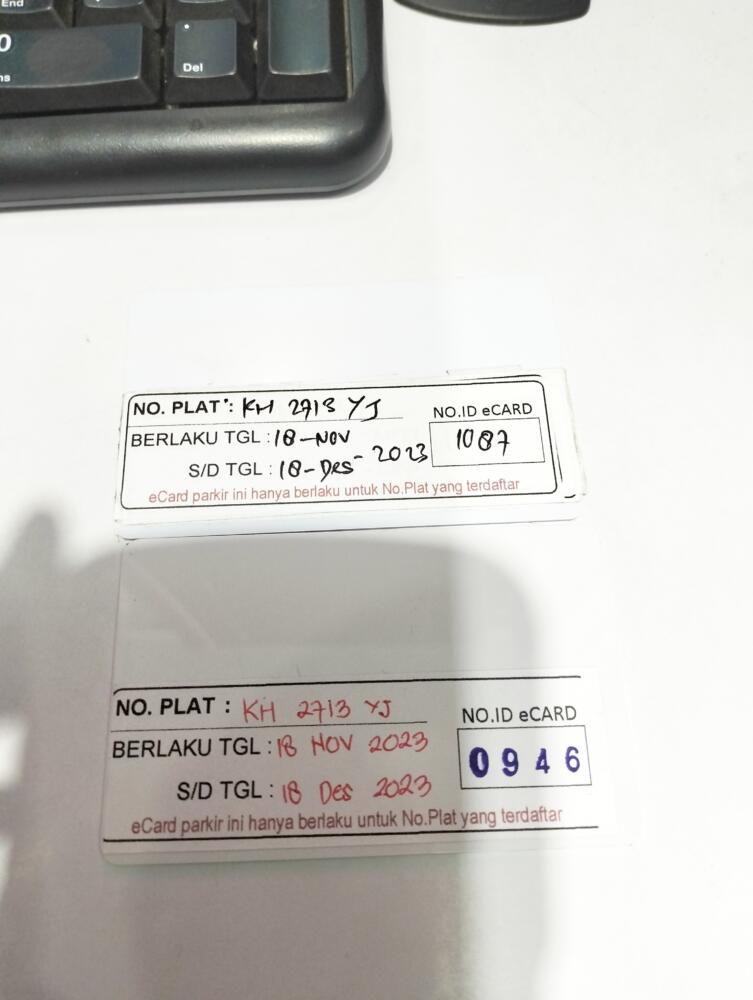 End
0
ns
.
Del
NO. PLAT : KH 2713 YJ
NO.ID eCARD
BERLAKU TGL : 18-NOV
1087
S/D TGL : 18-Des - 2023
eCard parkir ini hanya berlaku untuk No.Plat yang terdaftar
NO. PLAT : KH 2713 YJ
NO.ID eCARD
BERLAKU TGL : 18 NOV 2023
0946
S/D TGL : 18 Des 2023
eCard parkir ini hanya berlaku untuk No.Plat yang terdaftar